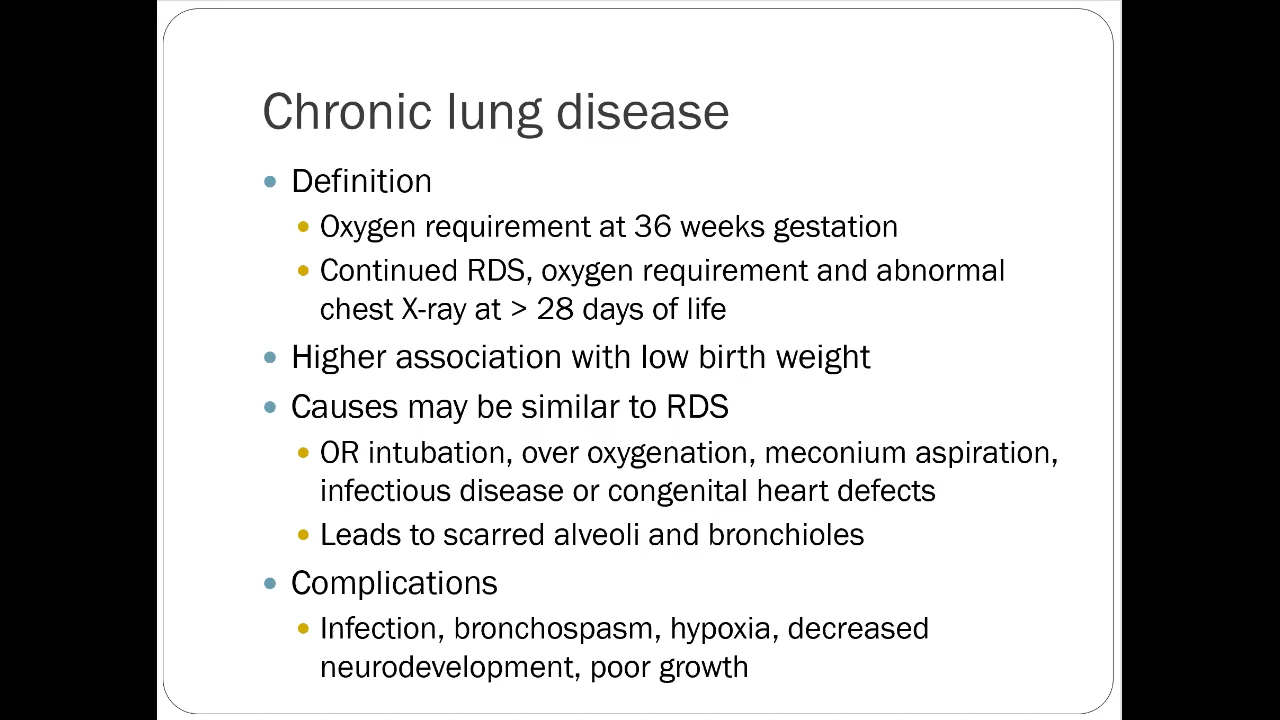 Chronic lung disease
Definition
Oxygen requirement at 36 weeks gestation
Continued RDS, oxygen requirement and abnormal
chest X-ray at > 28 days of life
Higher association with low birth weight
Causes may be similar to RDS
OR intubation, over oxygenation, meconium aspiration,
infectious disease or congenital heart defects
Leads to scarred alveoli and bronchioles
Complications
Infection, bronchospasm, hypoxia, decreased
neurodevelopment, poor growth